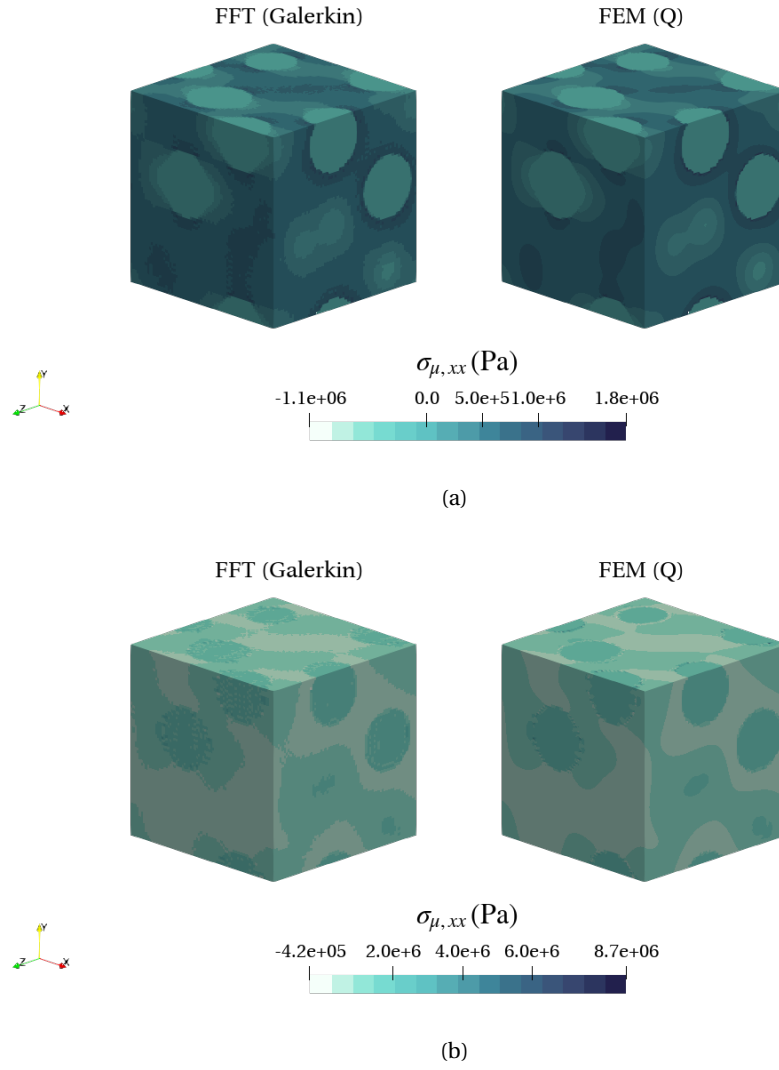 FFT (Galerkin) FEM (Q)
σμ,xx (Pa)
-1.1e+06 0.0 5.0e+51.0e+6 1.8e+06
Y
Z X
(a)
FFT (Galerkin) FEM (Q)
σμ,xx (Pa)
-4.2e+05 2.0e+6 4.0e+6 6.0e+6 8.7e+06
Y
Z X
(b)